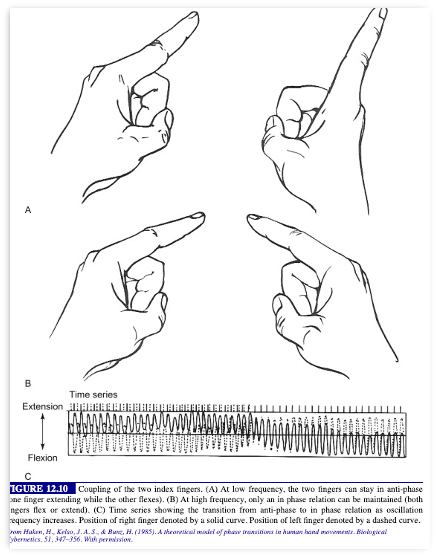 A
B
Time series
Extension
Flexion
C
FIGURE 12.10 Coupling of the two index fingers. (A) At low frequency, the two fingers can stay in anti-phase
one finger extending while the other flexes). (B) At high frequency, only an in phase relation can be maintained (both
ngers flex or extend). (C) Time series showing the transition from anti-phase to in phase relation as oscillation
requency increases. Position of right finger denoted by a solid curve. Position of left finger denoted by a dashed curve.
rom Haken, H., Kelso, J. A. S., & Bunz, H. (1985). A theoretical model of phase transitions in human hand movements. Biological
ybernetics, 51, 347–356. With permission.